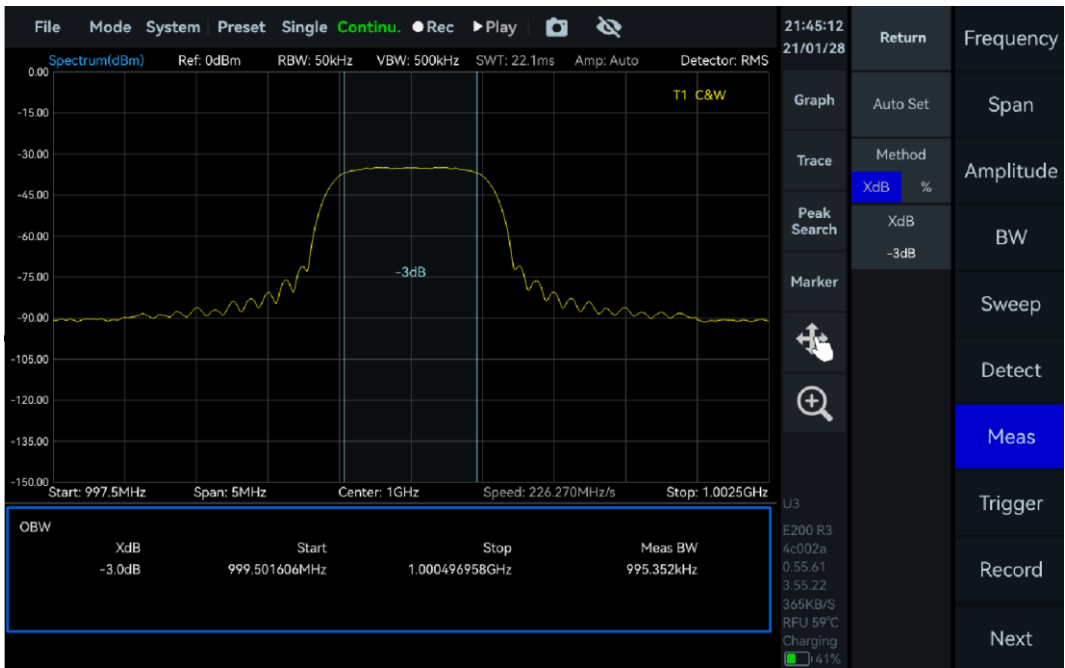 File Mode System Preset Single Continu. Rec Play
Spectrum(dBm) Ref: 0dBm RBW: 50kHz VBW: 500kHz SWT: 22.1ms Amp: Auto Detector: RMS
0.00
T1 C&W
-15.00
-30.00
-45.00
-60.00
-3dB
-75.00
-90.00
-105.00
-120.00
-135.00
-150.00
Start: 997.5MHz Span: 5MHz Center: 1GHz Speed: 226.270MHz/s Stop: 1.0025GHz
OBW
XdB Start Stop Meas BW
-3.0dB 999.501606MHz 1.000496958GHz 995.352kHz
21:45:12
21/01/28
Graph
Trace
Peak
Search
Marker
U3
E200 R3
4c002a
0.55.61
3.55.22
365KB/S
RFU 59°C
Charging
41%
Return
Auto Set
Method
XdB %
XdB
-3dB
Frequency
Span
Amplitude
BW
Sweep
Detect
Meas
Trigger
Record
Next